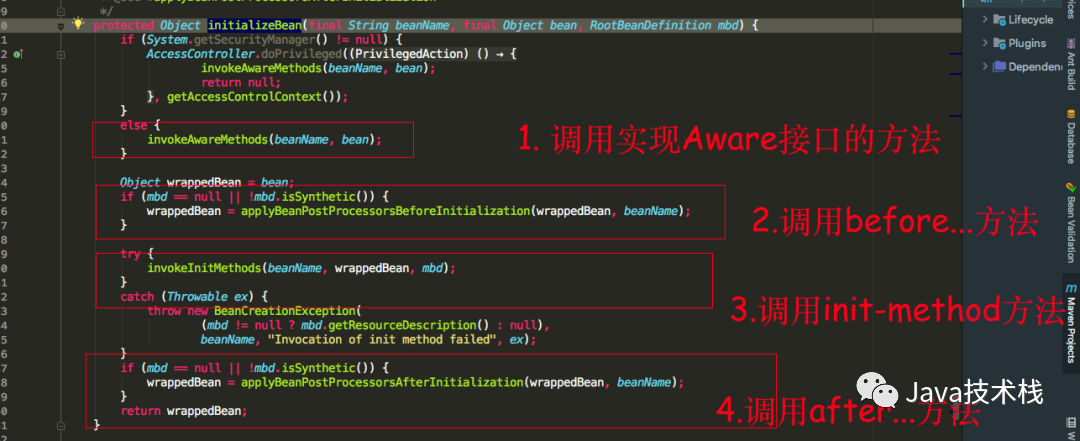 */
protected Object initializeBean(final String beanName, final Object bean, RootBeanDefinition mbd) {
if (System.getSecurityManager() != null) {
AccessController.doPrivileged((PrivilegedAction) () → {
invokeAwareMethods(beanName, bean);
return null;
}, getAccessControlContext());
}
else {
invokeAwareMethods(beanName, bean);
}
1. 调用实现Aware接口的方法
Object wrappedBean = bean;
if (mbd == null || !mbd.isSynthetic()) {
wrappedBean = applyBeanPostProcessorsBeforeInitialization(wrappedBean, beanName);
}
2.调用before...方法
try {
invokeInitMethods(beanName, wrappedBean, mbd);
}
catch (Throwable ex) {
throw new BeanCreationException(
(mbd != null ? mbd.getResourceDescription() : null),
beanName, "Invocation of init method failed", ex);
}
3.调用init-method方法
if (mbd == null || !mbd.isSynthetic()) {
wrappedBean = applyBeanPostProcessorsAfterInitialization(wrappedBean, beanName);
}
return wrappedBean;
}
4.调用after...方法
Java技术栈
Lifecycle
Plugins
Dependen
Ant Build
Database
Bean Validation
Maven Projects